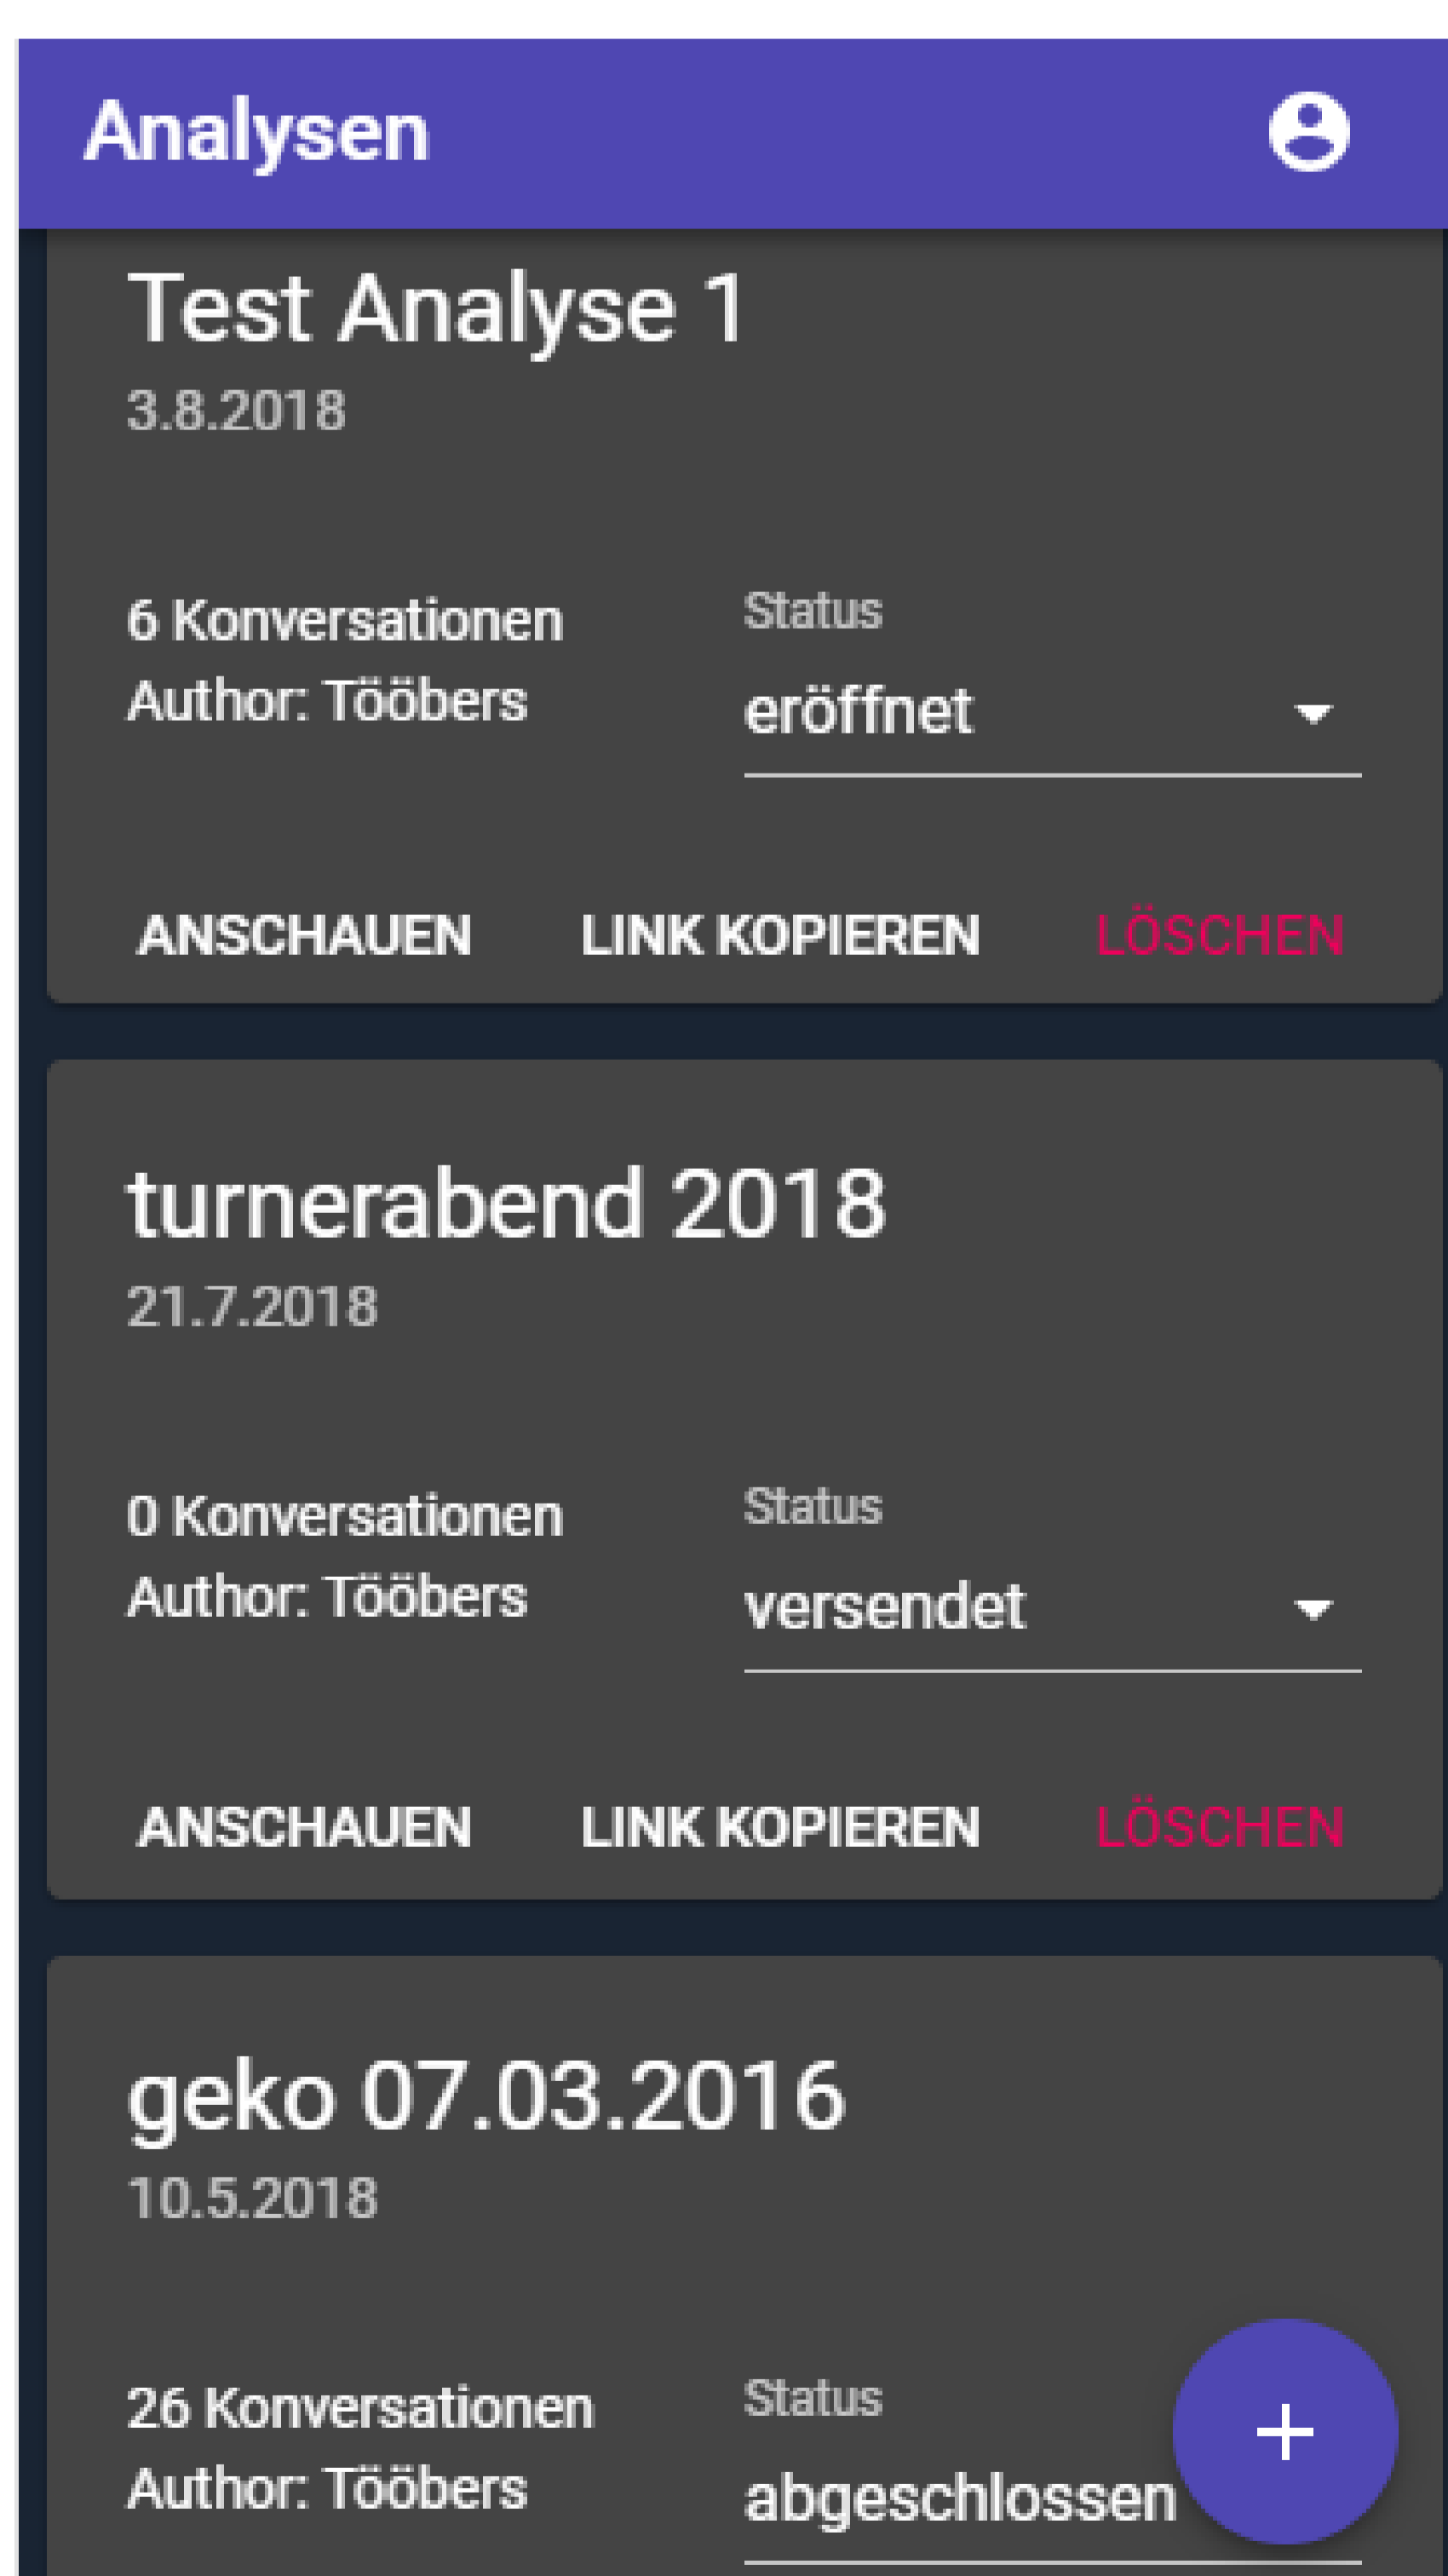 Analysen
Test Analyse 1
3.8.2018
6 Konversationen
Author: Tööbers
Status
eröffnet
ANSCHAUEN LINK KOPIEREN LÖSCHEN
turnerabend 2018
21.7.2018
0 Konversationen
Author: Tööbers
Status
versendet
ANSCHAUEN LINK KOPIEREN LÖSCHEN
geko 07.03.2016
10.5.2018
26 Konversationen
Author: Tööbers
Status
abgeschlossen